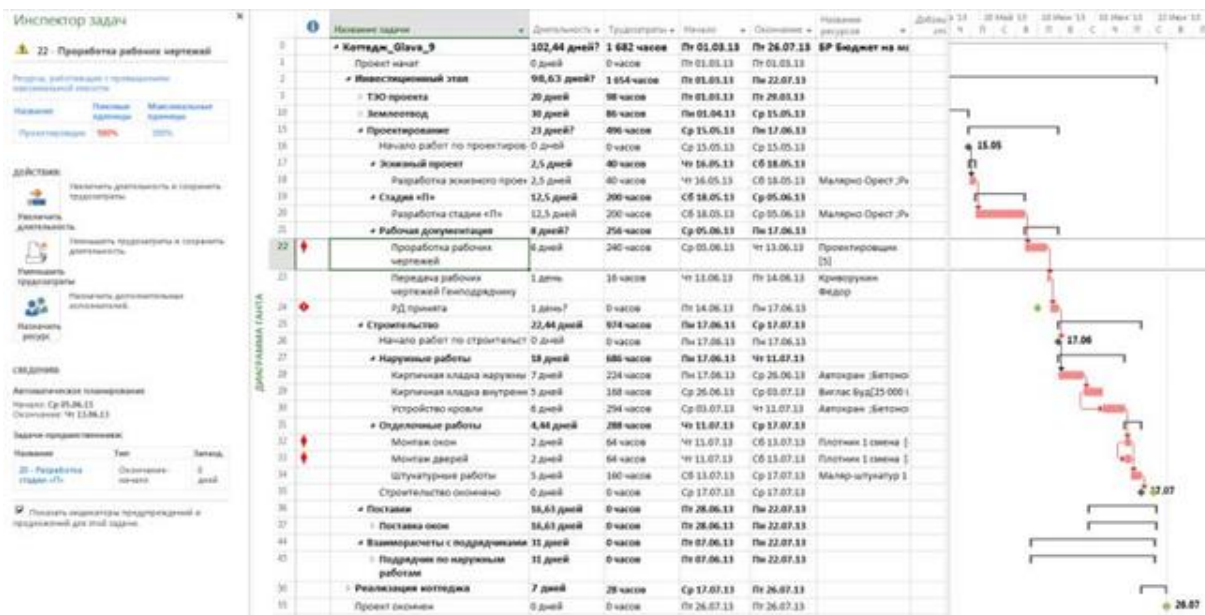 Инспектор задач
22 - Проработка рабочих чертежей
Ресурсы, работающие с превышением
максимальной емкости
Название Пиковые единицы Максимальные единицы
Проектировщик 500% 100%
ДЕЙСТВИЯ:
Увеличить длительность и сохранить трудозатраты.
Увеличить длительность
Уменьшить трудозатраты и сохранить длительность.
Уменьшить трудозатраты
Назначить дополнительных исполнителей.
Назначить ресурс
СВЕДЕНИЯ:
Автоматическое планирование
Начало: Ср 05.06.13
Окончание: Чт 13.06.13
Задачи-предшественники:
Название Тип Запазд.
20 - Разработка стадии «П» Окончание-начало 0 дней
Показать индикаторы предупреждений и
предложений для этой задачи.
ДИАГРАММА ГАНТА
Название задачи Длительность Трудозатраты Начало Окончание Названия ресурсов
0 Коттедж_Glava_9 102,44 дней? 1 682 часов Пт 01.03.13 Пт 26.07.13 БР Бюджет на ма
1 Проект начат 0 дней 0 часов Пт 01.03.13 Пт 01.03.13
2 Инвестиционный этап 98,63 дней? 1 654 часов Пт 01.03.13 Пн 22.07.13
3 ТЭО проекта 20 дней 98 часов Пт 01.03.13 Пт 29.03.13
10 Землеотвод 30 дней 86 часов Пн 01.04.13 Ср 15.05.13
15 Проектирование 23 дней? 496 часов Ср 15.05.13 Пн 17.06.13
16 Начало работ по проектиров 0 дней 0 часов Ср 15.05.13 Ср 15.05.13 15.05
17 Эскизный проект 2,5 дней 40 часов Чт 16.05.13 Сб 18.05.13
18 Разработка эскизного проек 2,5 дней 40 часов Чт 16.05.13 Сб 18.05.13 Малярно Орест
19 Стадия «П» 12,5 дней 200 часов Сб 18.05.13 Ср 05.06.13
20 Разработка стадии «П» 12,5 дней 200 часов Сб 18.05.13 Ср 05.06.13 Малярно Орест
21 Рабочая документация 8 дней? 256 часов Ср 05.06.13 Пн 17.06.13
22 Проработка рабочих чертежей 6 дней 240 часов Ср 05.06.13 Чт 13.06.13 Проектировщик [5]
23 Передача рабочих чертежей Генподрядчику 1 день 16 часов Чт 13.06.13 Пт 14.06.13 Криворукин Федор
24 РД принята 1 день? 0 часов Пт 14.06.13 Пн 17.06.13
25 Строительство 22,44 дней 974 часов Пн 17.06.13 Ср 17.07.13
26 Начало работ по строительст 0 дней 0 часов Пн 17.06.13 Пн 17.06.13 17.06
27 Наружные работы 18 дней 686 часов Пн 17.06.13 Чт 11.07.13
28 Кирпичная кладка наружны 7 дней 224 часов Пн 17.06.13 Ср 26.06.13 Автокран ;Бетоно
29 Кирпичная кладка внутренн 5 дней 168 часов Ср 26.06.13 Ср 03.07.13 Виглас Буд[25 000
30 Устройство кровли 6 дней 294 часов Ср 03.07.13 Чт 11.07.13 Автокран ;Бетоно
31 Отделочные работы 4,44 дней 288 часов Чт 11.07.13 Ср 17.07.13
32 Монтаж окон 2 дней 64 часов Чт 11.07.13 Сб 13.07.13 Плотник 1 смена
33 Монтаж дверей 2 дней 64 часов Чт 11.07.13 Сб 13.07.13 Плотник 1 смена
34 Штукатурные работы 5 дней 160 часов Сб 13.07.13 Ср 17.07.13 Маляр-штукатур 1
35 Строительство окончено 0 дней 0 часов Ср 17.07.13 Ср 17.07.13 17.07
36 Поставки 16,63 дней 0 часов Пт 28.06.13 Пн 22.07.13
37 Поставка окон 16,63 дней 0 часов Пт 28.06.13 Пн 22.07.13
44 Взаиморасчеты с подрядчиками 31 дней 0 часов Пт 07.06.13 Пн 22.07.13
45 Подрядчик по наружным работам 31 дней 0 часов Пт 07.06.13 Пн 22.07.13
50 Реализация коттеджа 7 дней 28 часов Ср 17.07.13 Пт 26.07.13
55 Проект окончен 0 дней 0 часов Пт 26.07.13 Пт 26.07.13 26.07